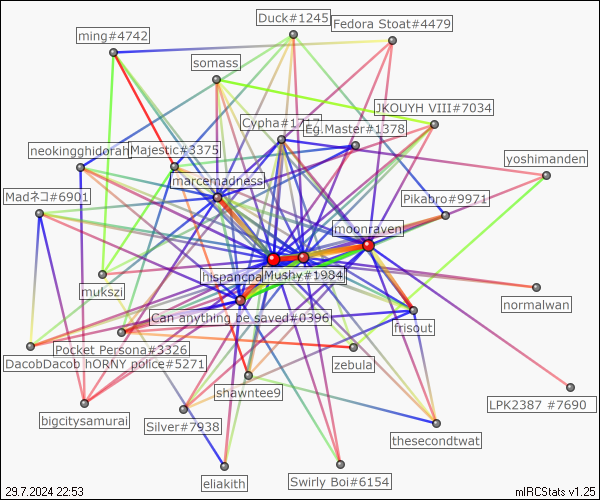 Duck#1245
Fedora Stoat#4479
ming#4742
somass
JKOUYH VIII#7034
Cypha#1717
Eg.Master#1378
neokingghidorah
Majestic#3375
yoshimanden
marcemadness
Madネコ#6901
Pikabro#9971
moonraven
hispanopa
Mushy#1984
mukszi
normalwan
Can anything be saved#0396
frisout
Pocket Persona#3326
DacobDacob hORNY police#5271
zebula
shawntee9
LPK2387 #7690
bigcitysamurai
Silver#7938
thesecondtwat
eliakith
Swirly Boi#6154
29.7.2024 22:53
mIRCStats v1.25